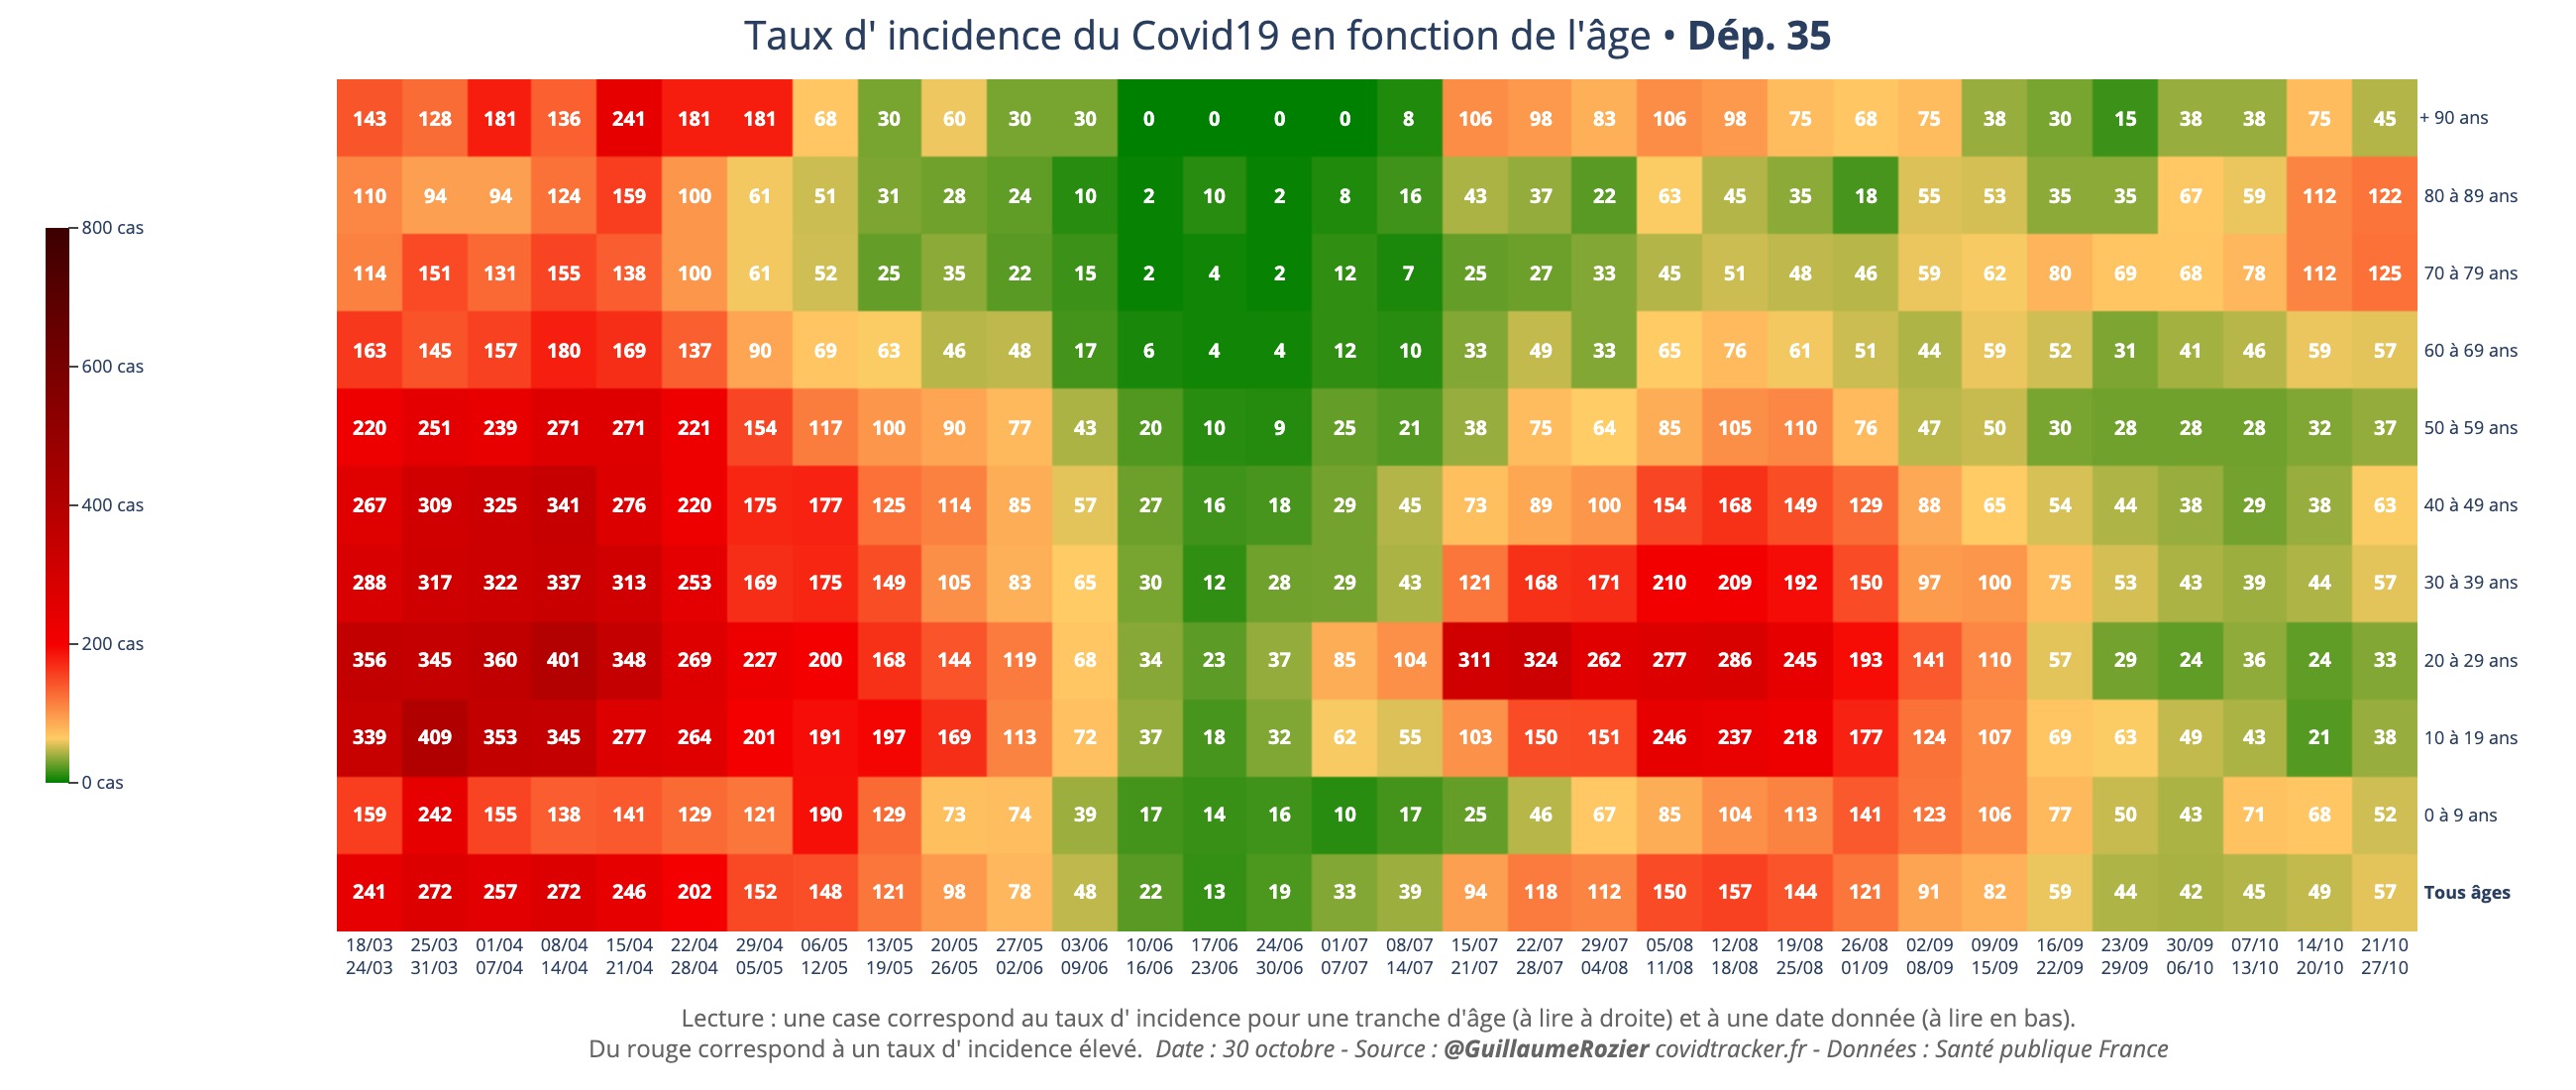 Taux d' incidence du Covid19 en fonction de l'âge • Dép. 35
800 cas
600 cas
400 cas
200 cas
0 cas
143 128 181 136 241 181 181 68 30 60 30 30 0 0 0 0 8 106 98 83 106 98 75 68 75 38 30 15 38 38 75 45 + 90 ans
110 94 94 124 159 100 61 51 31 28 24 10 2 10 2 8 16 43 37 22 63 45 35 18 55 53 35 35 67 59 112 122 80 à 89 ans
114 151 131 155 138 100 61 52 25 35 22 15 2 4 2 12 7 25 27 33 45 51 48 46 59 62 80 69 68 78 112 125 70 à 79 ans
163 145 157 180 169 137 90 69 63 46 48 17 6 4 4 12 10 33 49 33 65 76 61 51 44 59 52 31 41 46 59 57 60 à 69 ans
220 251 239 271 271 221 154 117 100 90 77 43 20 10 9 25 21 38 75 64 85 105 110 76 47 50 30 28 28 28 32 37 50 à 59 ans
267 309 325 341 276 220 175 177 125 114 85 57 27 16 18 29 45 73 89 100 154 168 149 129 88 65 54 44 38 29 38 63 40 à 49 ans
288 317 322 337 313 253 169 175 149 105 83 65 30 12 28 29 43 121 168 171 210 209 192 150 97 100 75 53 43 39 44 57 30 à 39 ans
356 345 360 401 348 269 227 200 168 144 119 68 34 23 37 85 104 311 324 262 277 286 245 193 141 110 57 29 24 36 24 33 20 à 29 ans
339 409 353 345 277 264 201 191 197 169 113 72 37 18 32 62 55 103 150 151 246 237 218 177 124 107 69 63 49 43 21 38 10 à 19 ans
159 242 155 138 141 129 121 190 129 73 74 39 17 14 16 10 17 25 46 67 85 104 113 141 123 106 77 50 43 71 68 52 0 à 9 ans
241 272 257 272 246 202 152 148 121 98 78 48 22 13 19 33 39 94 118 112 150 157 144 121 91 82 59 44 42 45 49 57 Tous âges
18/03 25/03 01/04 08/04 15/04 22/04 29/04 06/05 13/05 20/05 27/05 03/06 10/06 17/06 24/06 01/07 08/07 15/07 22/07 29/07 05/08 12/08 19/08 26/08 02/09 09/09 16/09 23/09 30/09 07/10 14/10 21/10
24/03 31/03 07/04 14/04 21/04 28/04 05/05 12/05 19/05 26/05 02/06 09/06 16/06 23/06 30/06 07/07 14/07 21/07 28/07 04/08 11/08 18/08 25/08 01/09 08/09 15/09 22/09 29/09 06/10 13/10 20/10 27/10
Lecture : une case correspond au taux d' incidence pour une tranche d'âge (à lire à droite) et à une date donnée (à lire en bas).
Du rouge correspond à un taux d' incidence élevé. Date : 30 octobre - Source : @GuillaumeRozier covidtracker.fr - Données : Santé publique France